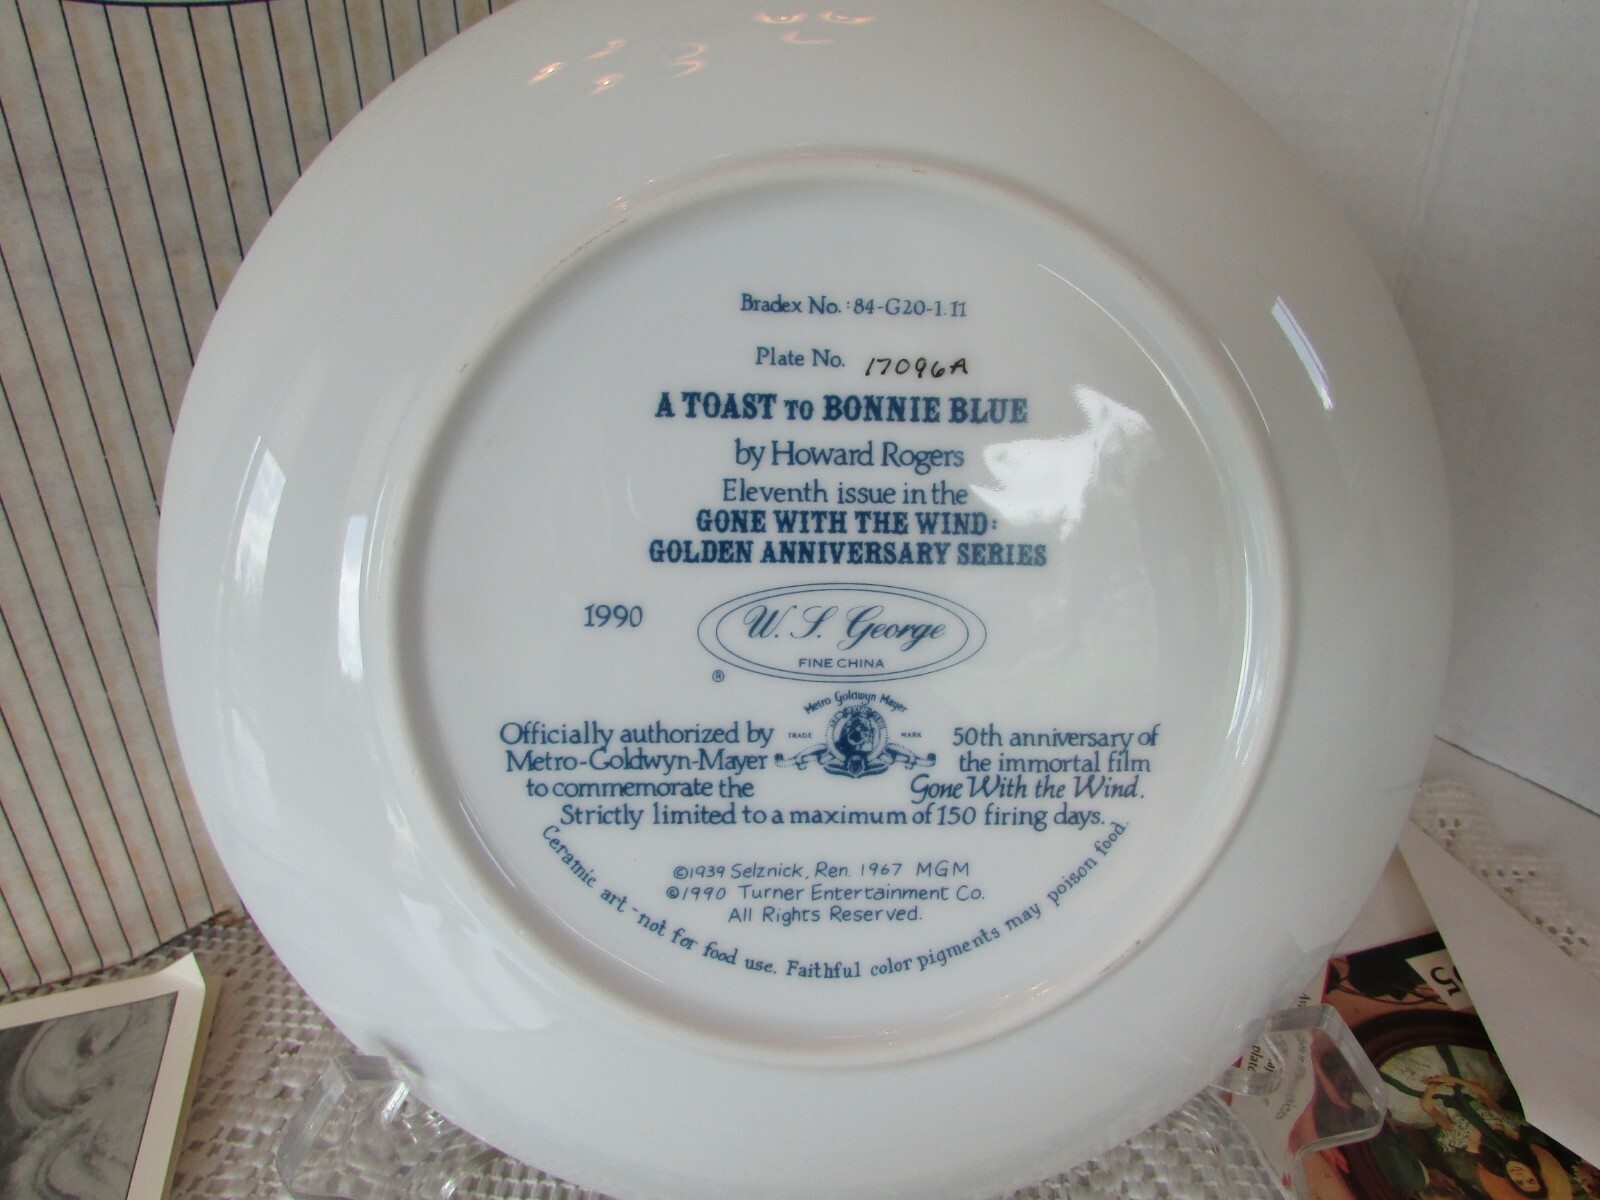 Bradex No.: 84-G20-1.11
Plate No. 17096A
A TOAST TO BONNIE BLUE
by Howard Rogers
Eleventh issue in the
GONE WITH THE WIND:
GOLDEN ANNIVERSARY SERIES
1990
W. S. George
FINE CHINA
®
Metro Goldwyn Mayer
TRADE MARK
Officially authorized by
Metro-Goldwyn-Mayer
to commemorate the
50th anniversary of
the immortal film
Gone With the Wind.
Strictly limited to a maximum of 150 firing days.
©1939 Selznick, Ren. 1967 MGM
©1990 Turner Entertainment Co.
All Rights Reserved.
Ceramic art - not for food use. Faithful color pigments may poison food.
plate